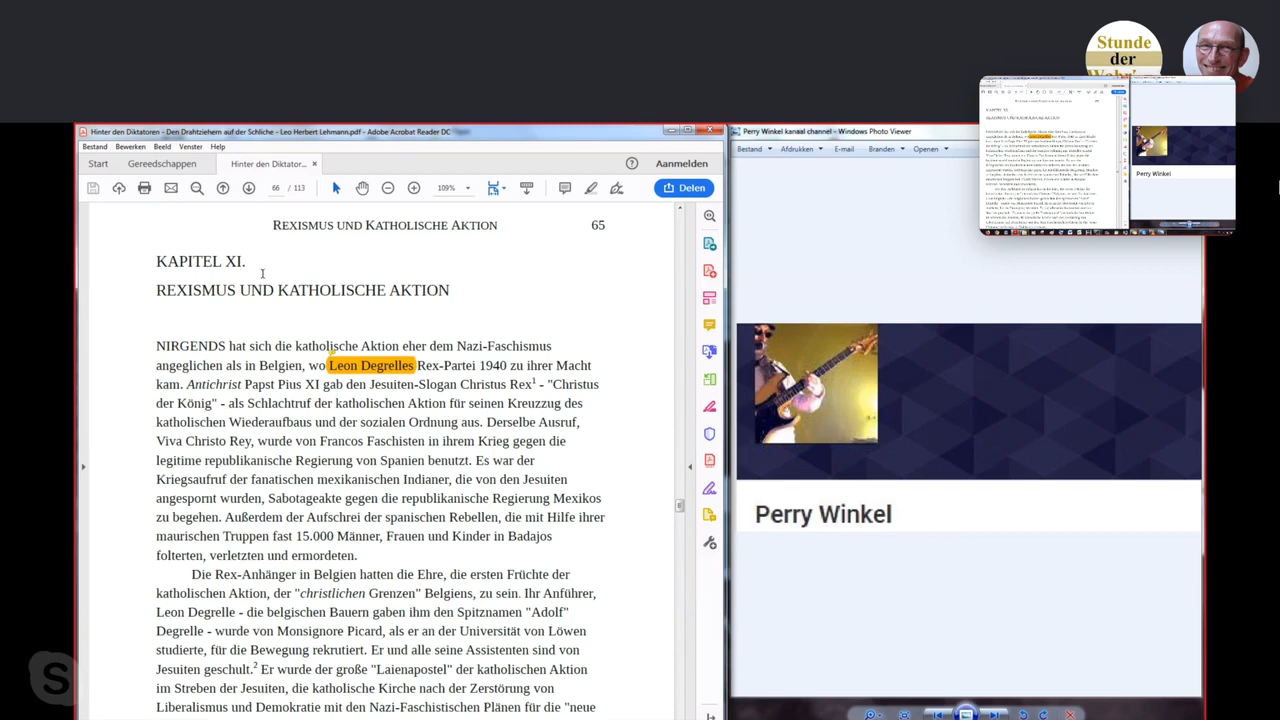 Stunde
der
Hinter den Diktatoren - Den Drahtziehern auf der Schliche - Leo Herbert Lehmann.pdf - Adobe Acrobat Reader DC
Bestand Bewerken Beeld Venster Help
Start Gereedschappen Hinter den Diktator... Anmelden
66 113 109% Delen
REXISMUS UND KATHOLISCHE AKTION 65
KAPITEL XI.
REXISMUS UND KATHOLISCHE AKTION
NIRGENDS hat sich die katholische Aktion eher dem Nazi-Faschismus
angeglichen als in Belgien, wo Leon Degrelles Rex-Partei 1940 zu ihrer Macht
kam. Antichrist Papst Pius XI gab den Jesuiten-Slogan Christus Rex1 - "Christus
der König" - als Schlachtruf der katholischen Aktion für seinen Kreuzzug des
katholischen Wiederaufbaus und der sozialen Ordnung aus. Derselbe Ausruf,
Viva Christo Rey, wurde von Francos Faschisten in ihrem Krieg gegen die
legitime republikanische Regierung von Spanien benutzt. Es war der
Kriegsaufruf der fanatischen mexikanischen Indianer, die von den Jesuiten
angespornt wurden, Sabotageakte gegen die republikanische Regierung Mexikos
zu begehen. Außerdem der Aufschrei der spanischen Rebellen, die mit Hilfe ihrer
maurischen Truppen fast 15.000 Männer, Frauen und Kinder in Badajos
folterten, verletzten und ermordeten.
Die Rex-Anhänger in Belgien hatten die Ehre, die ersten Früchte der
katholischen Aktion, der "christlichen Grenzen" Belgiens, zu sein. Ihr Anführer,
Leon Degrelle - die belgischen Bauern gaben ihm den Spitznamen "Adolf"
Degrelle - wurde von Monsignore Picard, als er an der Universität von Löwen
studierte, für die Bewegung rekrutiert. Er und alle seine Assistenten sind von
Jesuiten geschult.2 Er wurde der große "Laienapostel" der katholischen Aktion
im Streben der Jesuiten, die katholische Kirche nach der Zerstörung von
Liberalismus und Demokratie mit den Nazi-Faschistischen Plänen für die "neue
Perry Winkel kanaal channel - Windows Photo Viewer
Bestand Afdrukken E-mail Branden Openen
Perry Winkel
Perry Winkel